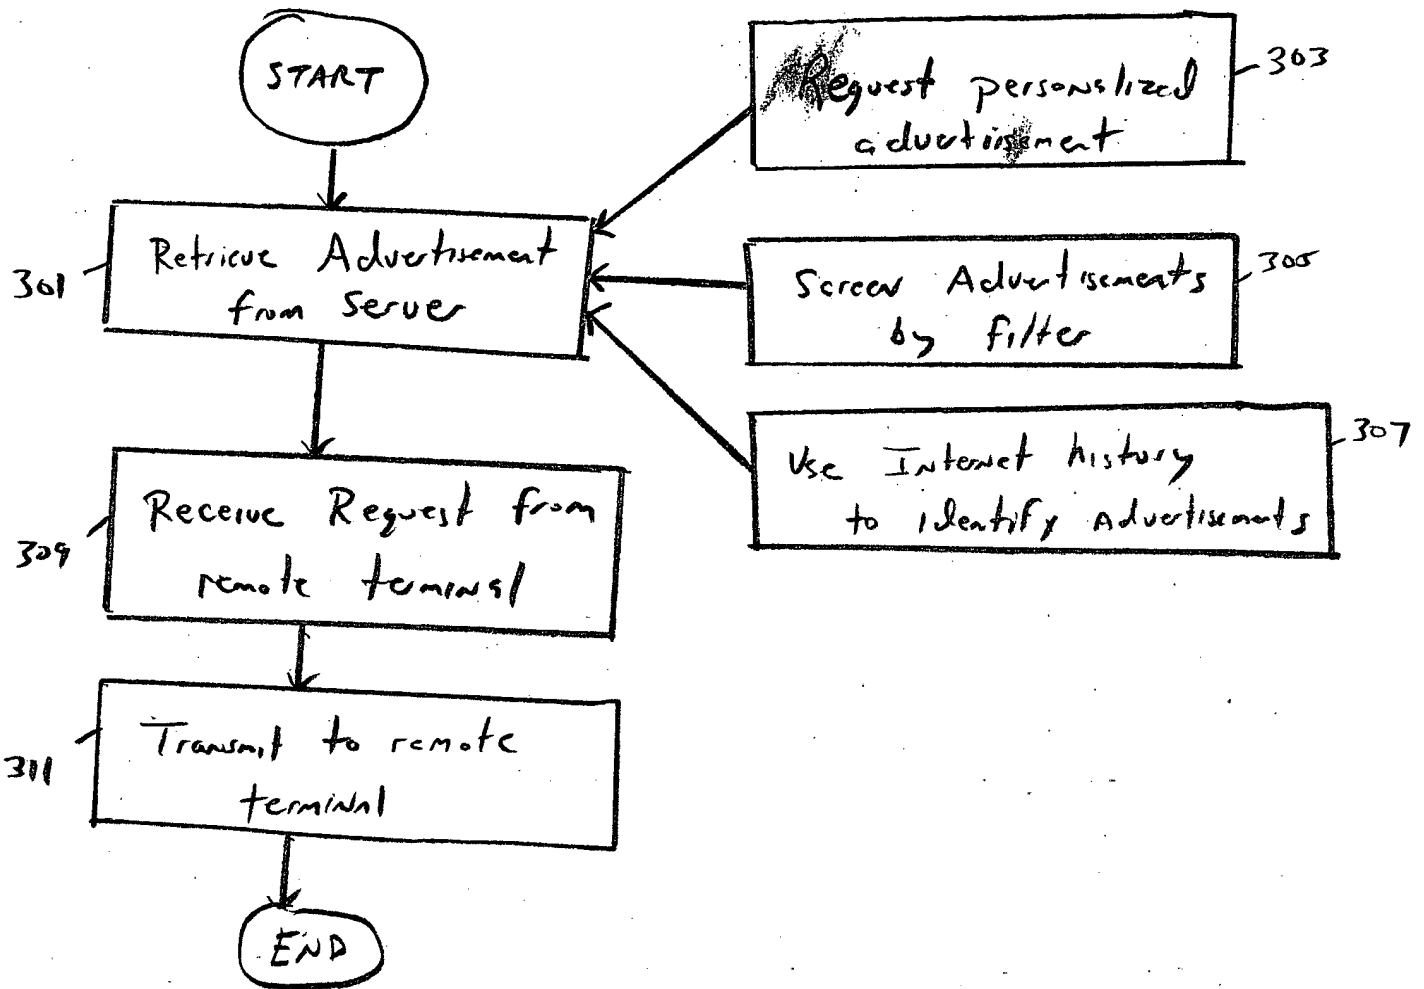 START
303
Request personalized
advertisement
301
Retrieve Advertisement
from Server
305
Screen Advertisements
by filter
307
Use Internet history
to identify Advertisements
309
Receive Request from
remote terminal
311
Transmit to remote
terminal
END